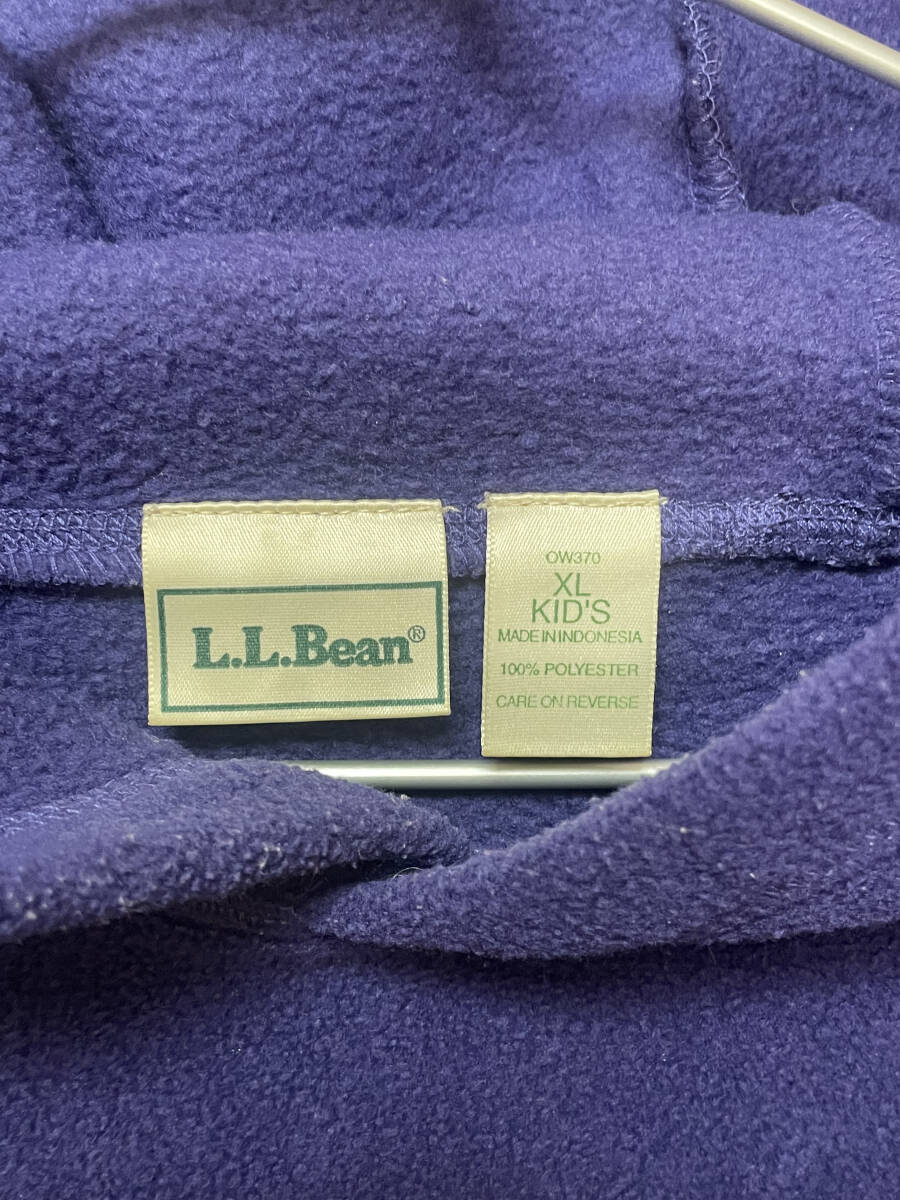 L.L.Bean®
OW370
XL
KID'S
MADE IN INDONESIA
100% POLYESTER
CARE ON REVERSE